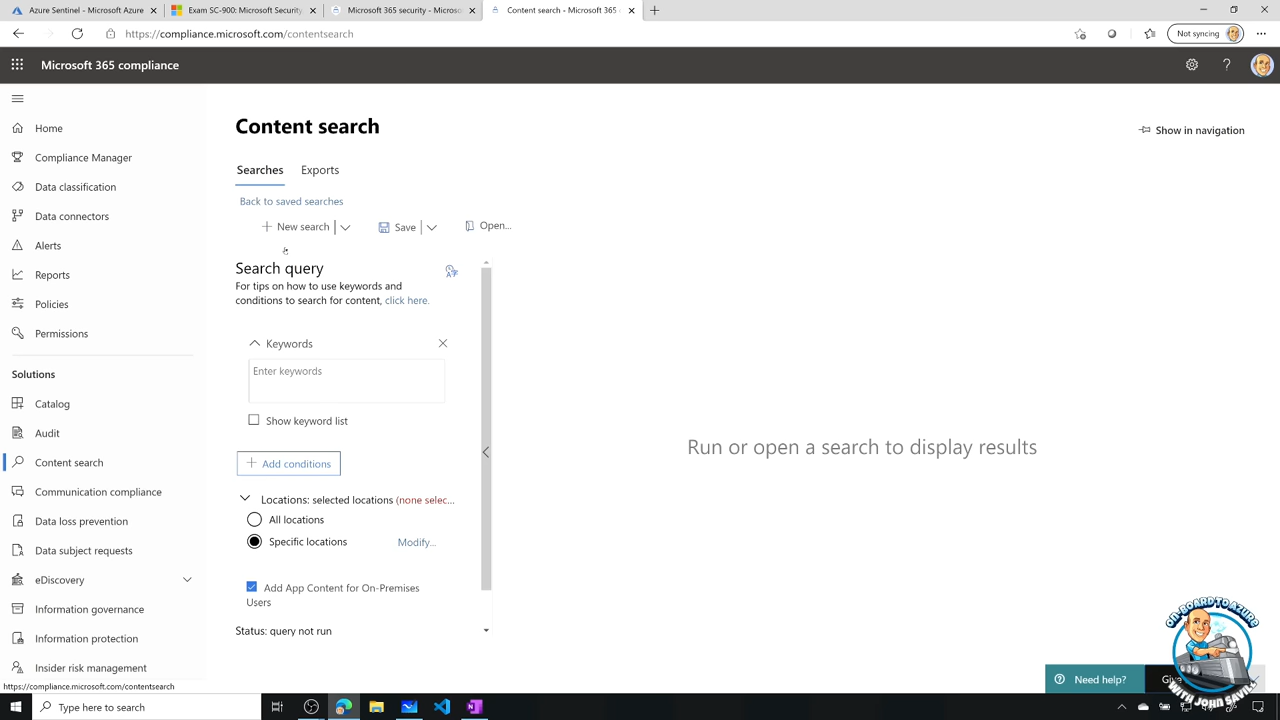 Azure Sentinel - Microsoft Azure
Exam SC-900: Microsoft Security
Microsoft 365 security - Microso
Content search - Microsoft 365
https://compliance.microsoft.com/contentsearch
Not syncing
Microsoft 365 compliance
Home
Compliance Manager
Data classification
Data connectors
Alerts
Reports
Policies
Permissions
Solutions
Catalog
Audit
Content search
Communication compliance
Data loss prevention
Data subject requests
eDiscovery
Information governance
Information protection
Insider risk management
https://compliance.microsoft.com/contentsearch
Content search
Show in navigation
Searches Exports
Back to saved searches
New search Save Open...
Search query
For tips on how to use keywords and
conditions to search for content, click here.
Keywords
Enter keywords
Show keyword list
Add conditions
Locations: selected locations (none selec...
All locations
Specific locations Modify...
Add App Content for On-Premises
Users
Status: query not run
Run or open a search to display results
ON-BOARD TO AZURE
WITH JOHN
Need help?
Give
Type here to search